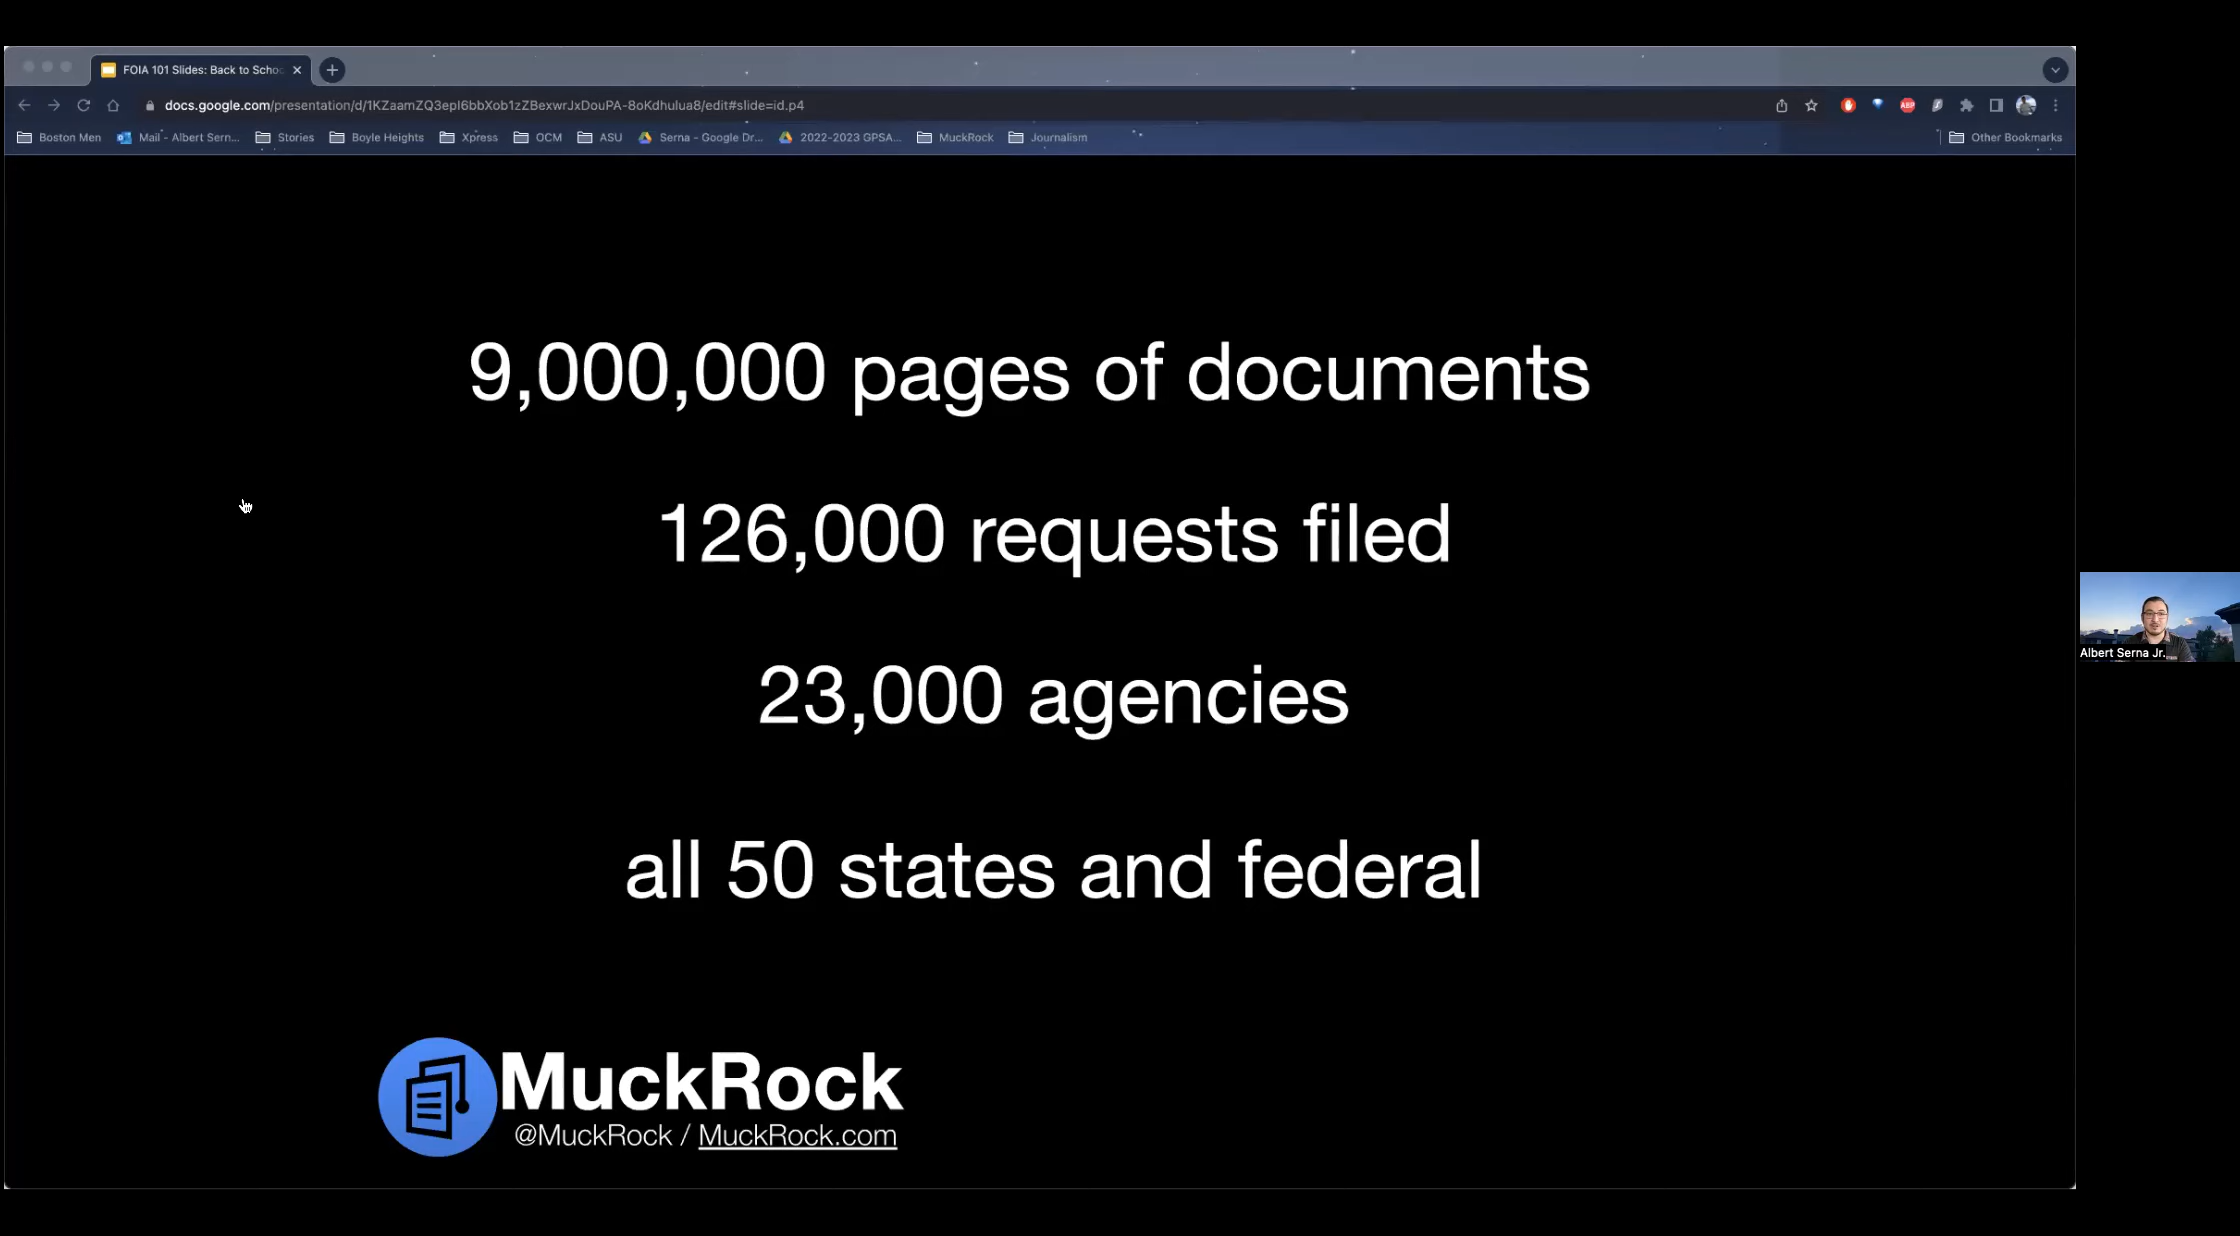 FOIA 101 Slides: Back to Schoo
docs.google.com/presentation/d/1KZaamZQ3epI6bbXob1zZBexwrJxDouPA-8oKdhulua8/edit#slide=id.p4
ABP
Boston Men
Mail - Albert Sern...
Stories
Boyle Heights
Xpress
OCM
ASU
Serna - Google Dr...
2022-2023 GPSA...
MuckRock
Journalism
Other Bookmarks
9,000,000 pages of documents
126,000 requests filed
23,000 agencies
all 50 states and federal
Albert Serna Jr.
MuckRock
@MuckRock / MuckRock.com